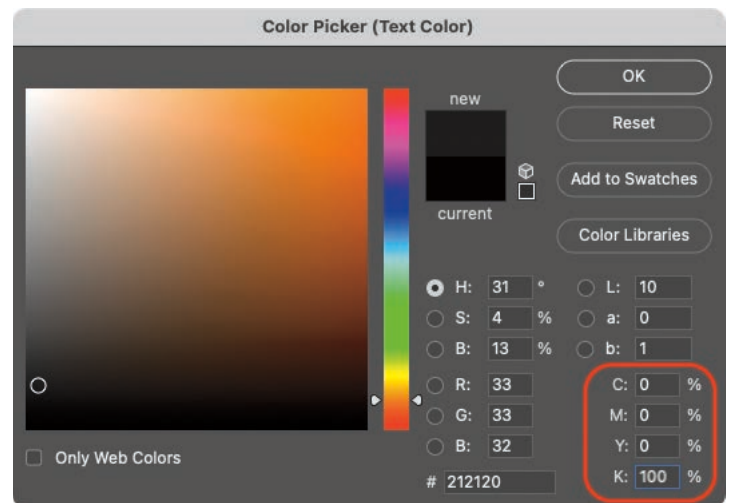 Color Picker (Text Color)
new
current
OK
Reset
Add to Swatches
Color Libraries
H: 31 °
S: 4 %
B: 13 %
R: 33
G: 33
B: 32
# 212120
L: 10
a: 0
b: 1
C: 0 %
M: 0 %
Y: 0 %
K: 100 %
Only Web Colors